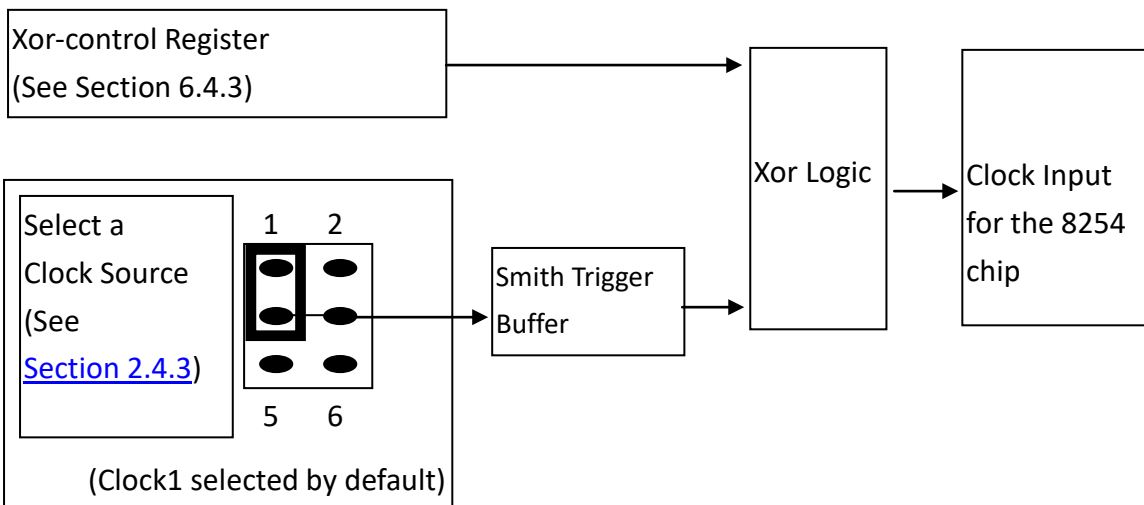 Xor-control Register
(See Section 6.4.3)
Xor Logic
Clock Input
for the 8254
chip
Select a
Clock Source
(See
Section 2.4.3)
1 2
5 6
(Clock1 selected by default)
Smith Trigger
Buffer